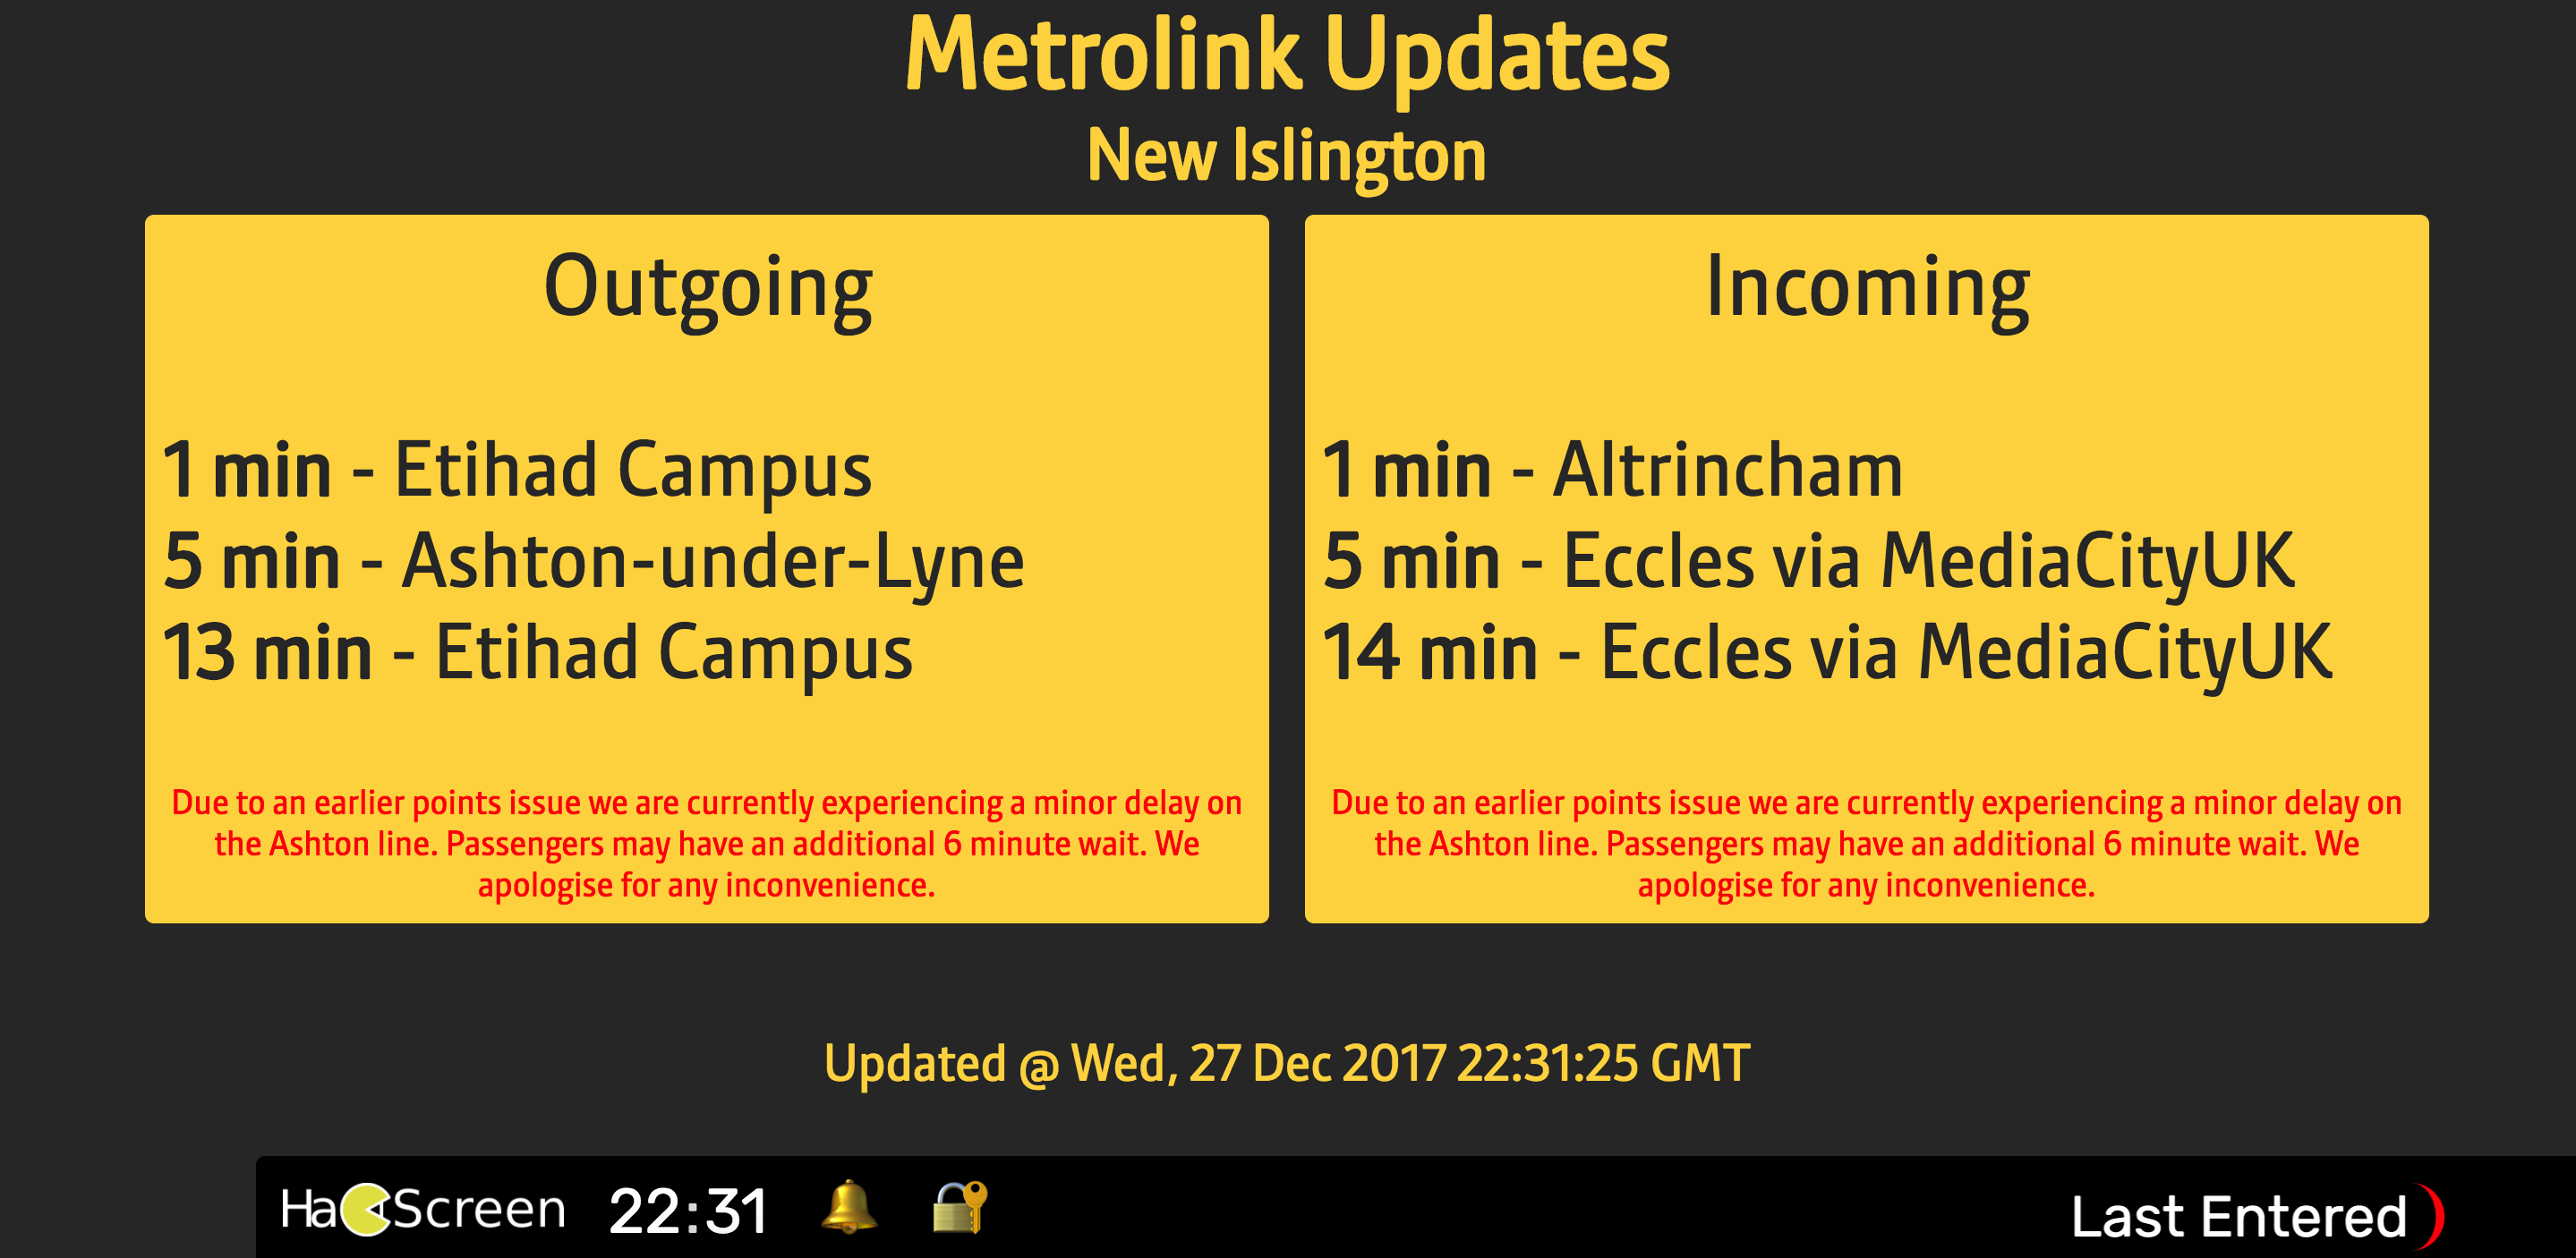 Metrolink Updates
New Islington
Outgoing
1 min - Etihad Campus
5 min - Ashton-under-Lyne
13 min - Etihad Campus
Due to an earlier points issue we are currently experiencing a minor delay on
the Ashton line. Passengers may have an additional 6 minute wait. We
apologise for any inconvenience.
Incoming
1 min - Altrincham
5 min - Eccles via MediaCityUK
14 min - Eccles via MediaCityUK
Due to an earlier points issue we are currently experiencing a minor delay on
the Ashton line. Passengers may have an additional 6 minute wait. We
apologise for any inconvenience.
Updated @ Wed, 27 Dec 2017 22:31:25 GMT
HacScreen 22:31 Last Entered